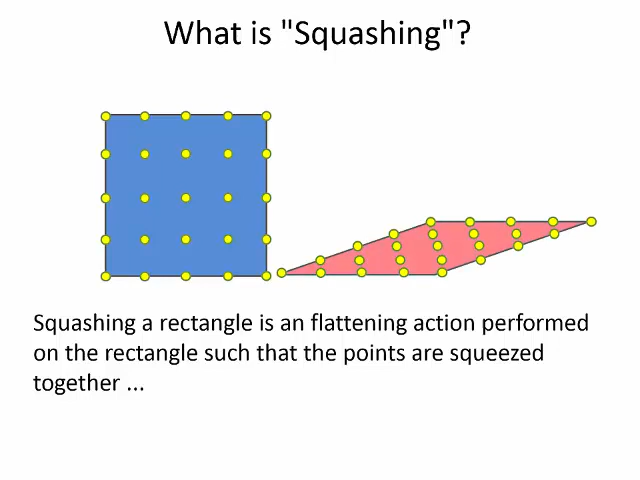 What is "Squashing"?
Squashing a rectangle is an flattening action performed
on the rectangle such that the points are squeezed
together ...